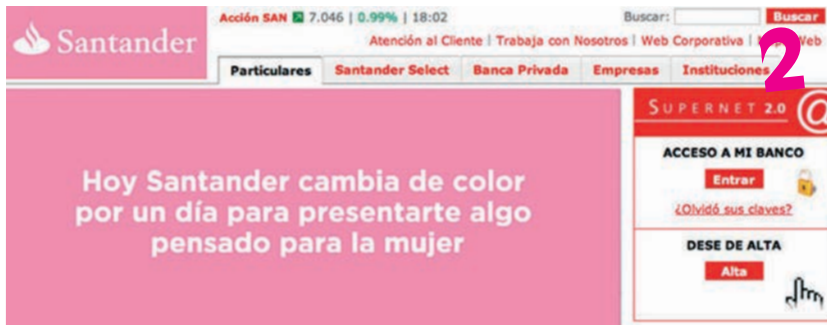 Santander
Acción SAN 7.046 | 0.99% | 18:02
Buscar:
Buscar
Atención al Cliente | Trabaja con Nosotros | Web Corporativa | Web
2
Particulares
Santander Select
Banca Privada
Empresas
Instituciones
SUPERNET 2.0 @
ACCESO A MI BANCO
Entrar
¿Olvidó sus claves?
DESE DE ALTA
Alta
Hoy Santander cambia de color
por un día para presentarte algo
pensado para la mujer